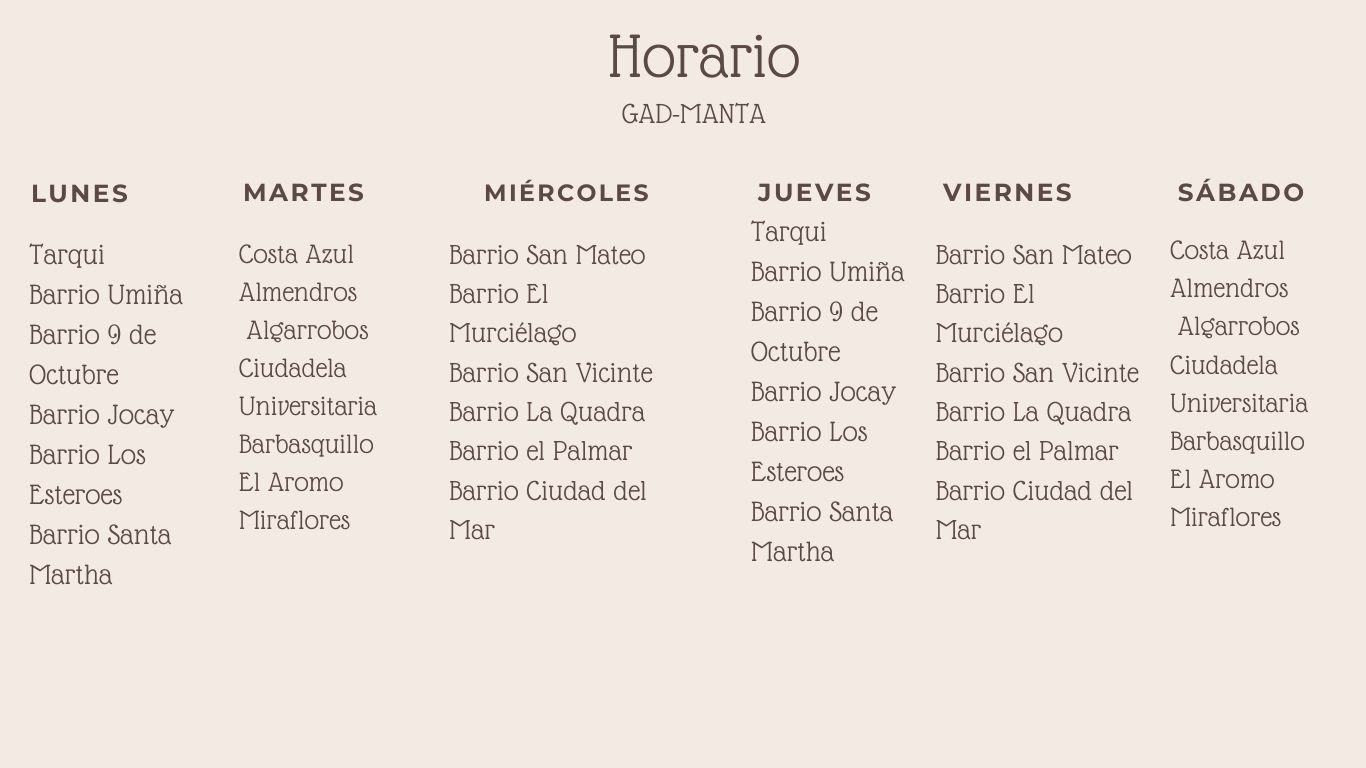 Horario
GAD-MANTA
LUNES
Tarqui
Barrio Umiña
Barrio 9 de
Octubre
Barrio Jocay
Barrio Los
Esteroes
Barrio Santa
Martha
MARTES
Costa Azul
Almendros
Algarrobos
Ciudadela
Universitaria
Barbasquillo
El Aromo
Miraflores
MIÉRCOLES
Barrio San Mateo
Barrio El
Murciélago
Barrio San Vicinte
Barrio La Quadra
Barrio el Palmar
Barrio Ciudad del
Mar
JUEVES
Tarqui
Barrio Umiña
Barrio 9 de
Octubre
Barrio Jocay
Barrio Los
Esteroes
Barrio Santa
Martha
VIERNES
Barrio San Mateo
Barrio El
Murciélago
Barrio San Vicinte
Barrio La Quadra
Barrio el Palmar
Barrio Ciudad del
Mar
SÁBADO
Costa Azul
Almendros
Algarrobos
Ciudadela
Universitaria
Barbasquillo
El Aromo
Miraflores